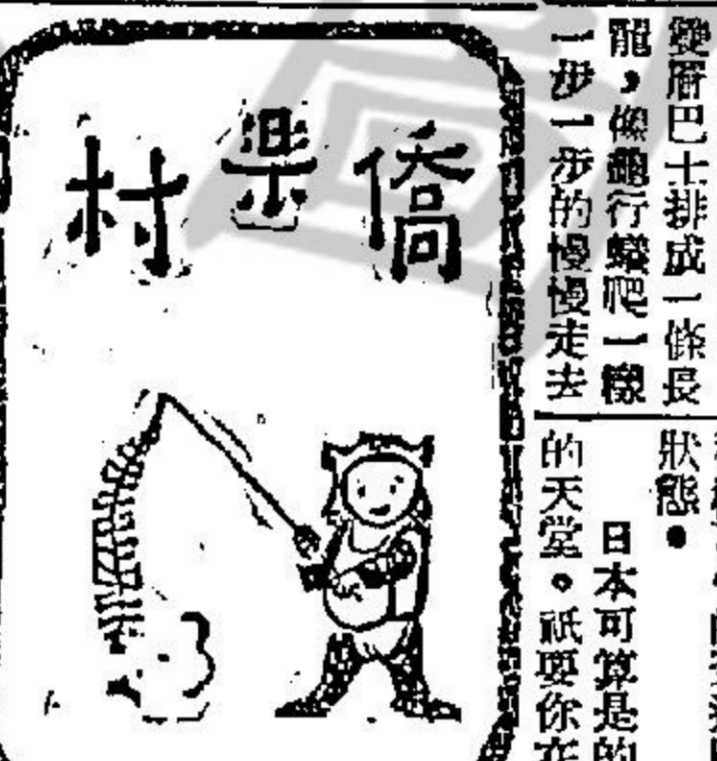 雙層巴士排成一條長
龍,像龜行蟻爬一樣
一步一步的慢慢走去
狀態。
日本可算是的
的天堂。祇要你在
僑樂村